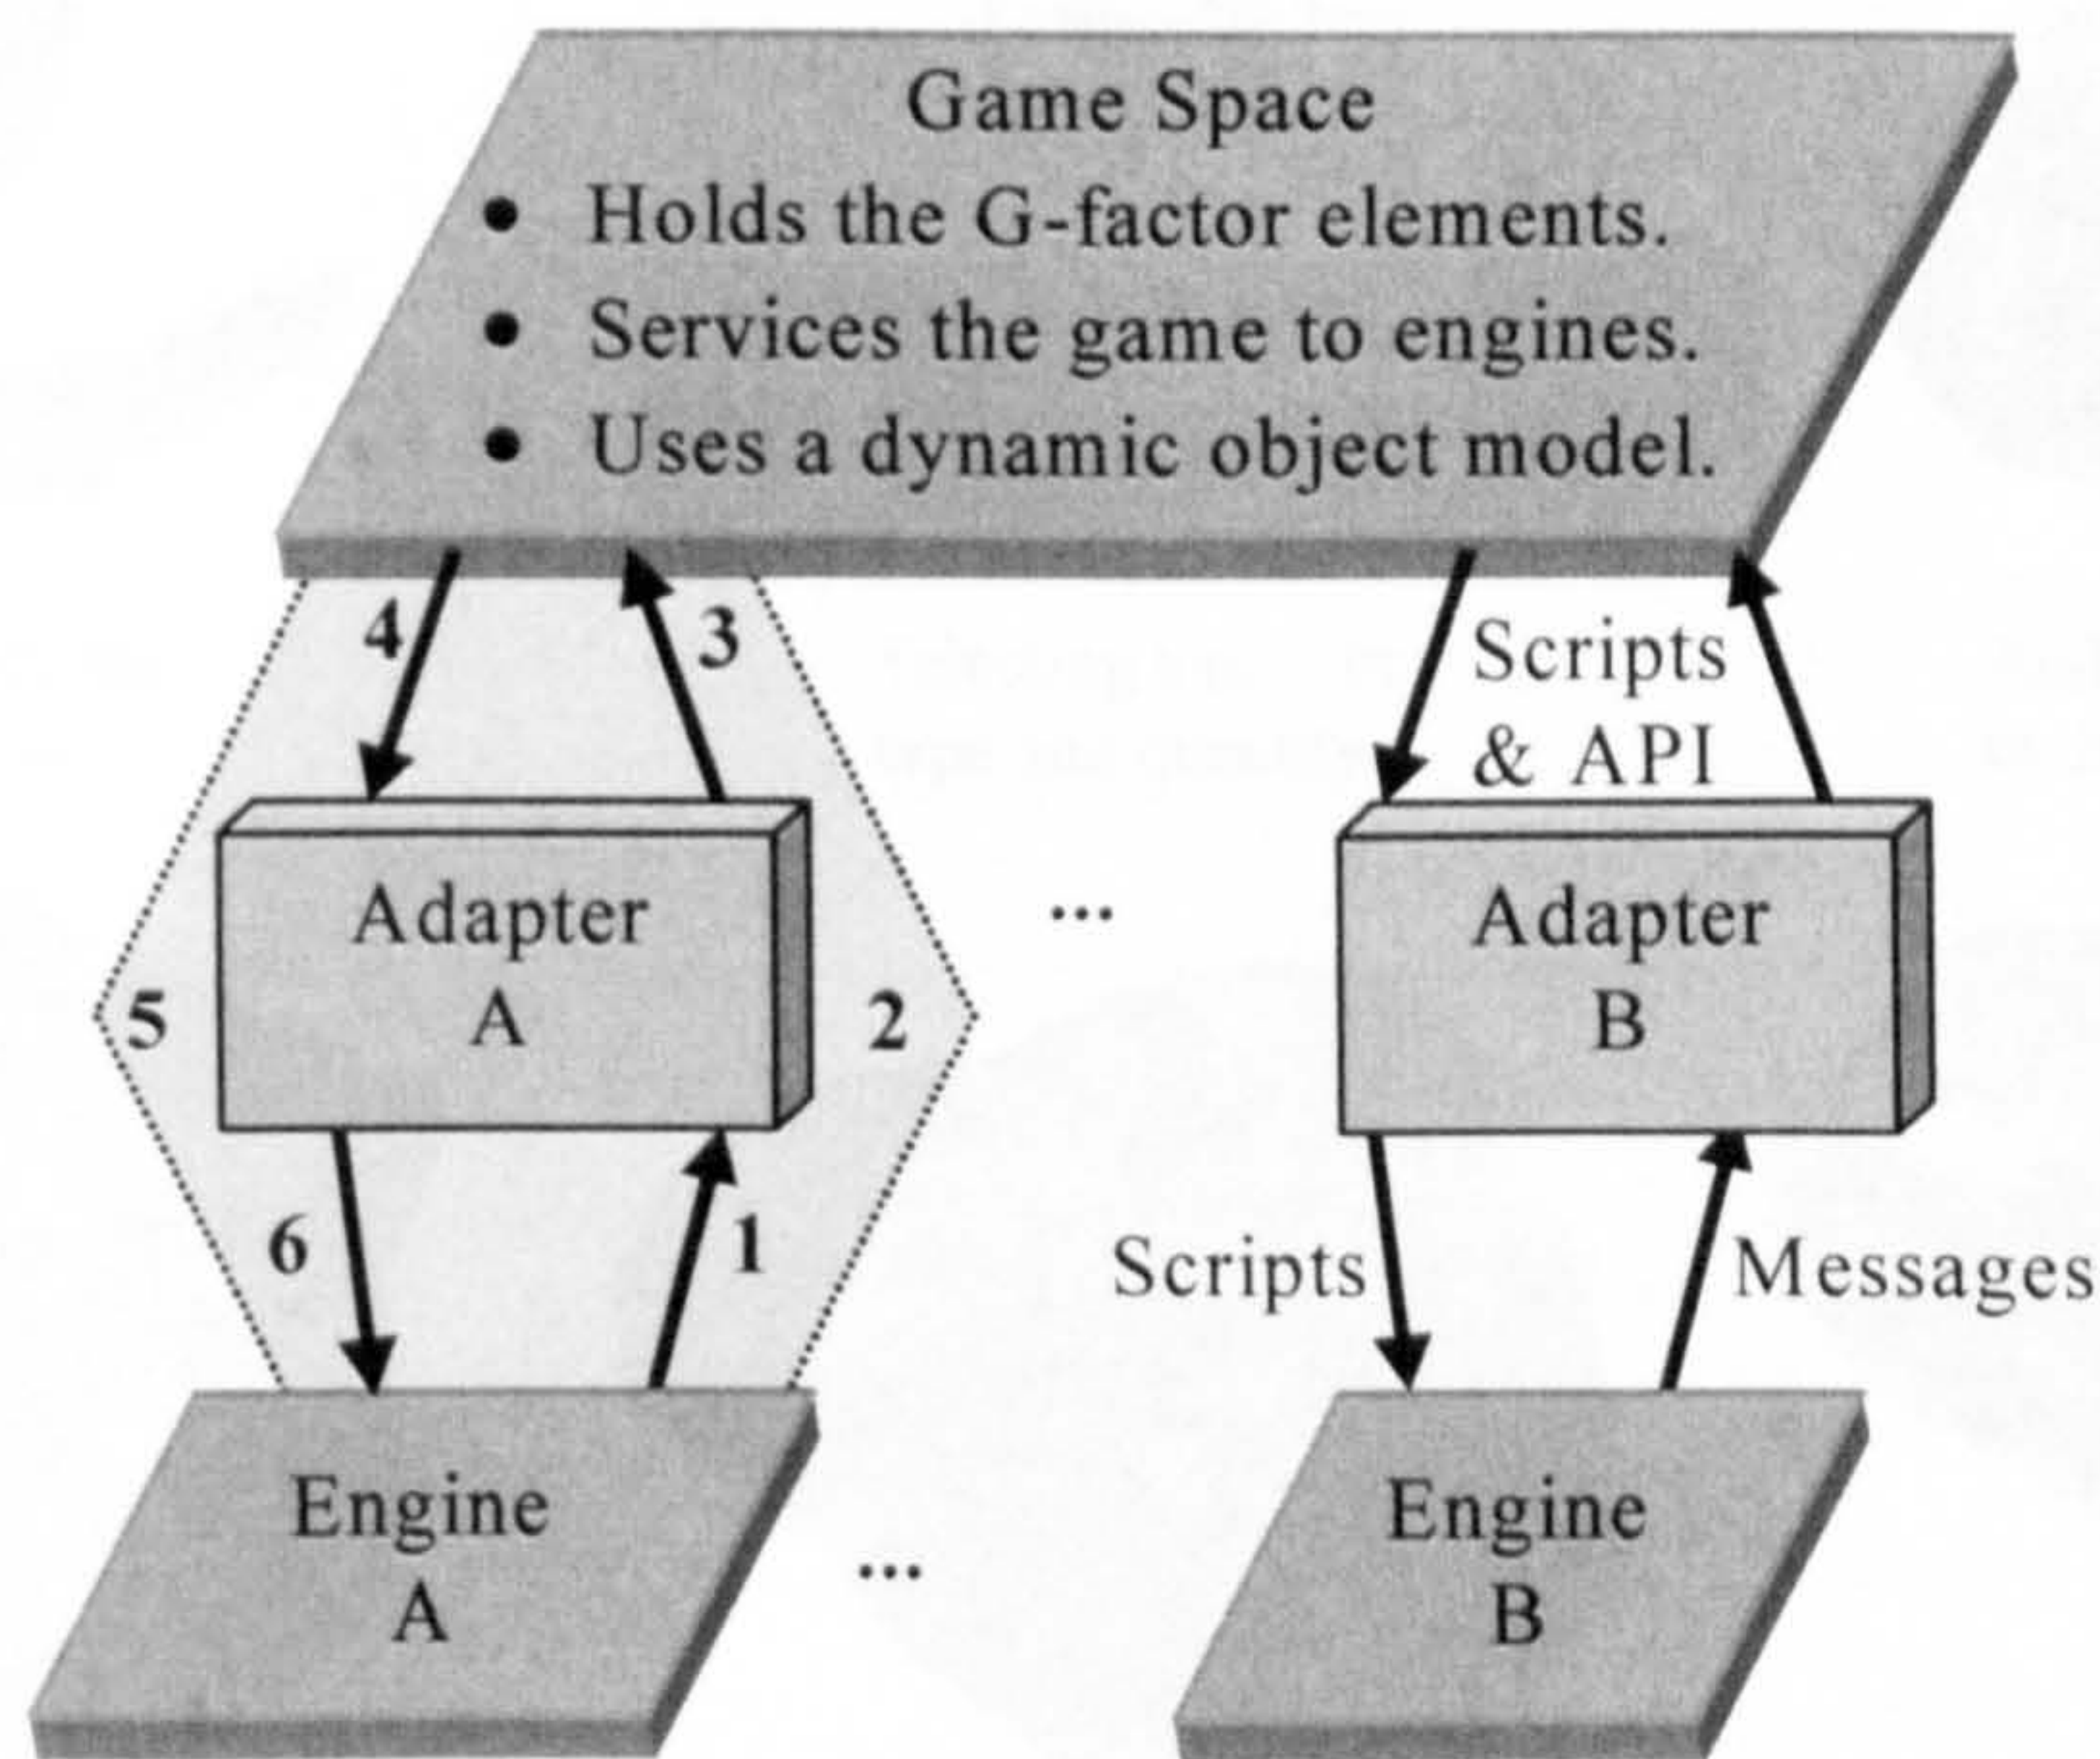 Game Space
• Holds the G-factor elements.
• Services the game to engines.
• Uses a dynamic object model.
4
3
Scripts
& API
Adapter
A
5
2
...
Adapter
B
6
1
Scripts
Messages
Engine
A
...
Engine
B